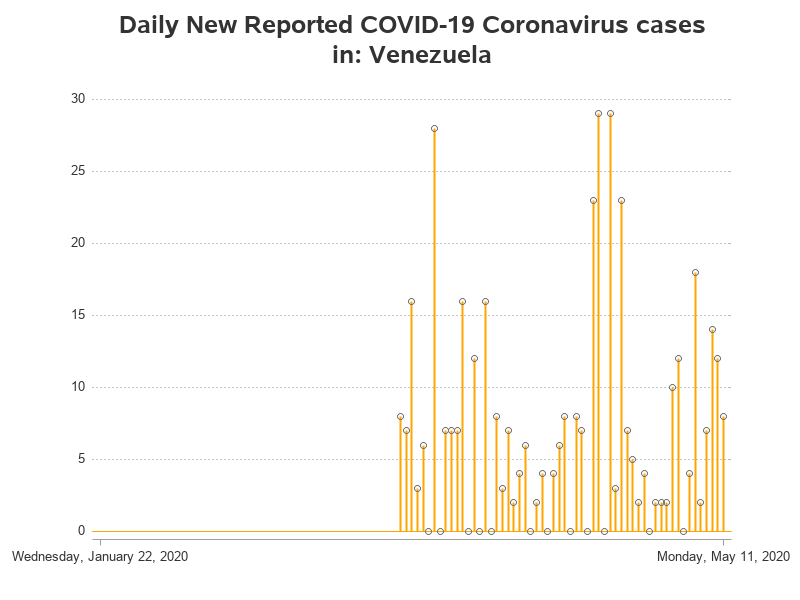 Daily New Reported COVID-19 Coronavirus cases
in: Venezuela
30
25
20
15
10
5
0
Wednesday, January 22, 2020
Monday, May 11, 2020